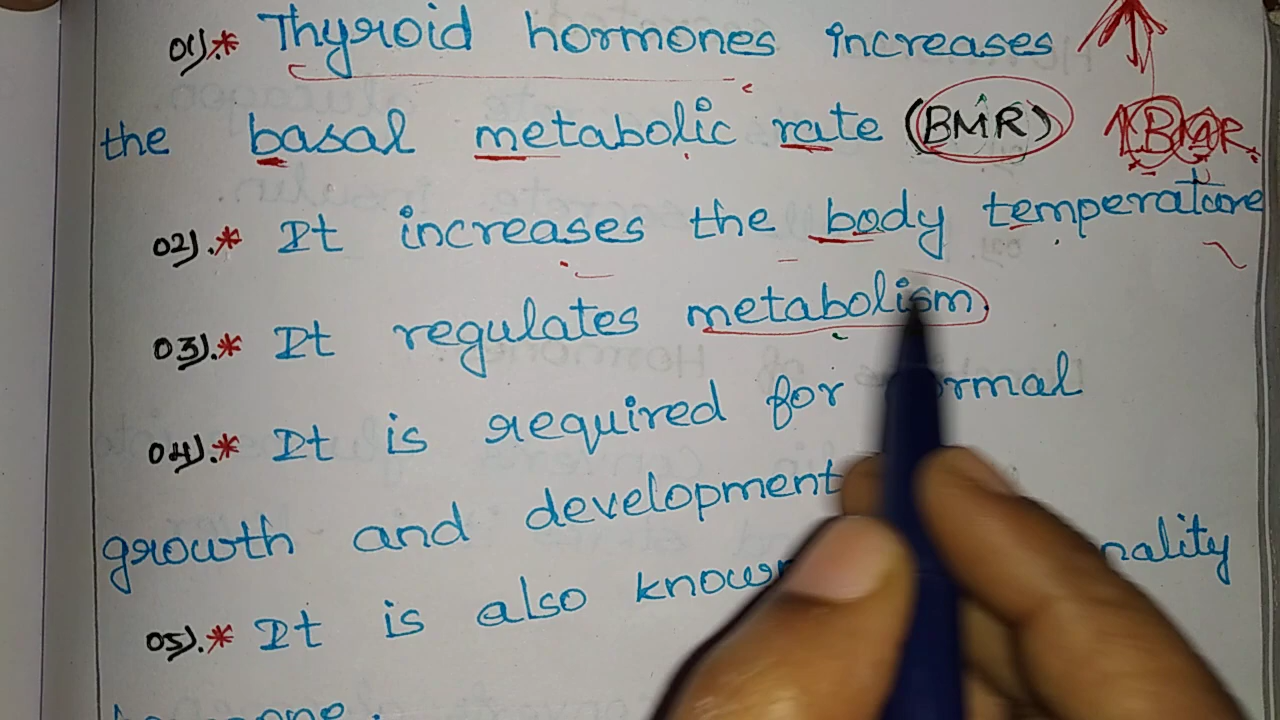 01).* Thyroid hormones increases ↑
the basal metabolic rate (BMR) ↑(BMR.
02).* It increases the body temperature
03).* It regulates metabolism.
04).* It is required for
growth and development
05).* It is also known